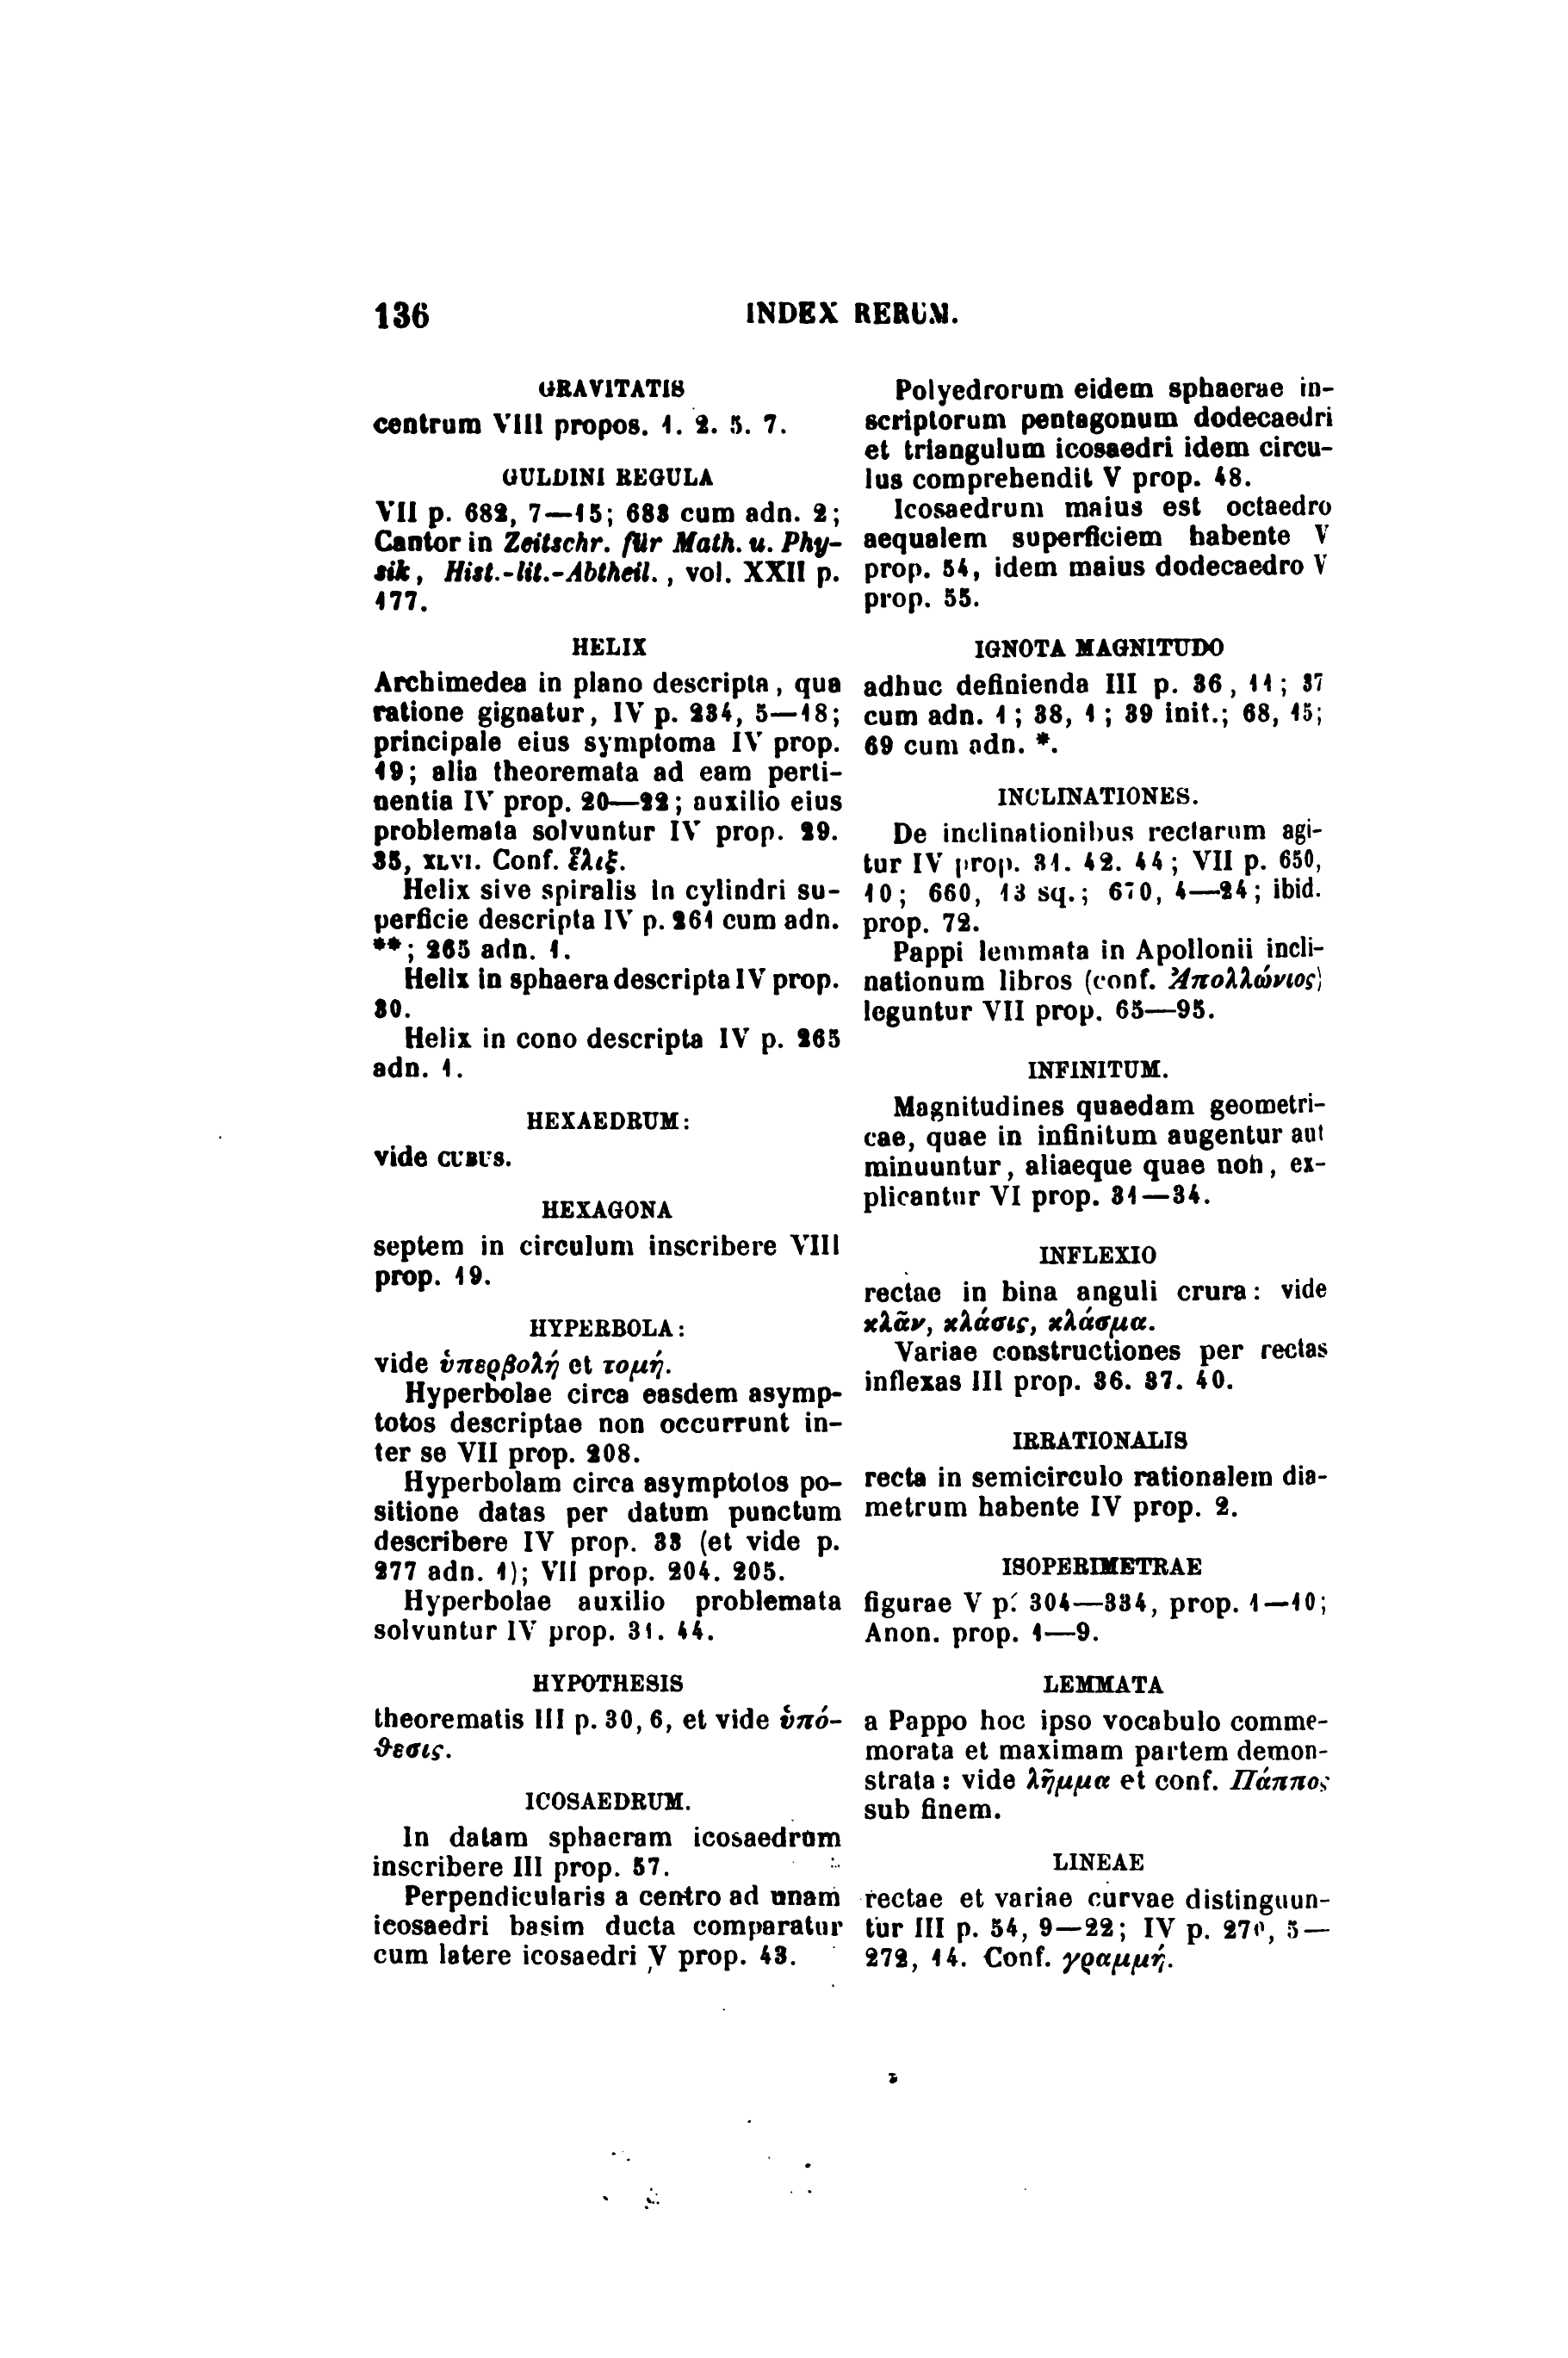 136
INDEX RERUM.
GRAVITATIS
centrum VIII propos. 1. 2. 5. 7.
GULDINI REGULA
VII p. 682, 7—15; 683 cum adn. 2;
Cantor in Zeitschr. für Math. u. Phy-
sik, Hist.-lit.-Abtheil., vol. XXII p.
177.
HELIX
Archimedea in plano descripta, qua
ratione gignatur, IV p. 234, 5—18;
principale eius symptoma IV prop.
19; alia theoremata ad eam perti-
nentia IV prop. 20—22; auxilio eius
problemata solvuntur IV prop. 29.
35, XLVI. Conf. ἕλιξ.
Helix sive spiralis in cylindri su-
perficie descripta IV p. 261 cum adn.
**; 265 adn. 1.
Helix in sphaera descripta IV prop.
30.
Helix in cono descripta IV p. 265
adn. 1.
HEXAEDRUM:
vide CUBUS.
HEXAGONA
septem in circulum inscribere VIII
prop. 19.
HYPERBOLA:
vide ὑπερβολή et τομή.
Hyperbolae circa easdem asymp-
totos descriptae non occurrunt in-
ter se VII prop. 208.
Hyperbolam circa asymptotos po-
sitione datas per datum punctum
describere IV prop. 33 (et vide p.
277 adn. 1); VII prop. 204. 205.
Hyperbolae auxilio problemata
solvuntur IV prop. 31. 44.
HYPOTHESIS
theorematis III p. 30, 6, et vide ὑπό-
θεσις.
ICOSAEDRUM.
In datam sphaeram icosaedrum
inscribere III prop. 57.
Perpendicularis a centro ad unam
icosaedri basim ducta comparatur
cum latere icosaedri V prop. 43.
Polyedrorum eidem sphaerae in-
scriptorum pentagonum dodecaedri
et triangulum icosaedri idem circu-
lus comprehendit V prop. 48.
Icosaedrum maius est octaedro
aequalem superficiem habente V
prop. 54, idem maius dodecaedro V
prop. 55.
IGNOTA MAGNITUDO
adhuc definienda III p. 36, 11; 37
cum adn. 1; 38, 1; 39 init.; 68, 15;
69 cum adn. *.
INCLINATIONES.
De inclinationibus rectarum agi-
tur IV prop. 31. 42. 44; VII p. 650,
10; 660, 13 sq.; 670, 4—24; ibid.
prop. 72.
Pappi lemmata in Apollonii incli-
nationum libros (conf. Ἀπολλώνιος)
leguntur VII prop. 65—95.
INFINITUM.
Magnitudines quaedam geometri-
cae, quae in infinitum augentur aut
minuuntur, aliaeque quae non, ex-
plicantur VI prop. 31—34.
INFLEXIO
rectae in bina anguli crura: vide
κλᾶν, κλάσις, κλάσμα.
Variae constructiones per rectas
inflexas III prop. 36. 37. 40.
IRRATIONALIS
recta in semicirculo rationalem dia-
metrum habente IV prop. 2.
ISOPERIMETRAE
figurae V p. 304—334, prop. 1—10;
Anon. prop. 1—9.
LEMMATA
a Pappo hoc ipso vocabulo comme-
morata et maximam partem demon-
strata: vide λῆμμα et conf. Πάππος
sub finem.
LINEAE
rectae et variae curvae distinguun-
tur III p. 54, 9—22; IV p. 270, 5—
272, 14. Conf. γραμμή.